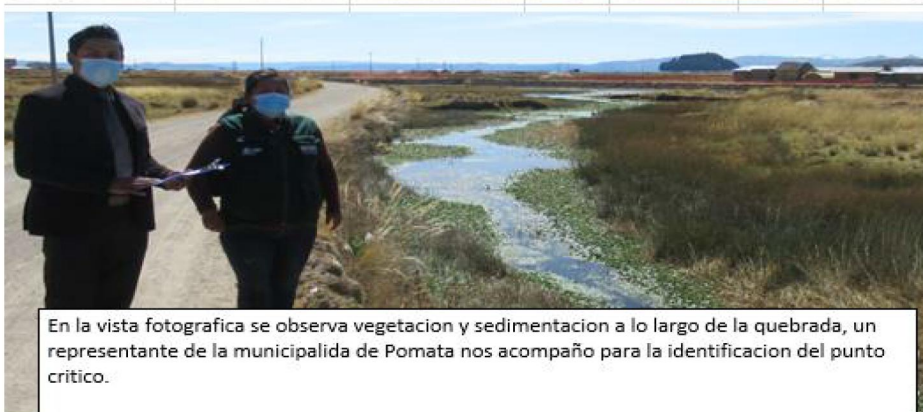 En la vista fotografica se observa vegetacion y sedimentacion a lo largo de la quebrada, un
representante de la municipalida de Pomata nos acompaño para la identificacion del punto
critico.